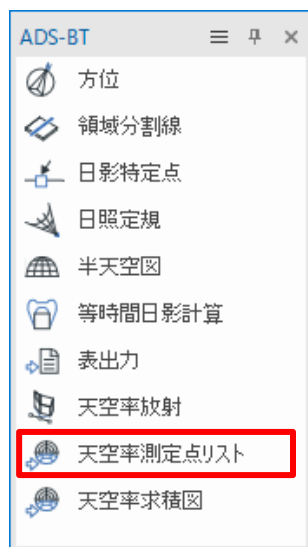 ADS-BT
方位
領域分割線
日影特定点
日照定規
半天空図
等時間日影計算
表出力
天空率放射
天空率測定点リスト
天空率求積図